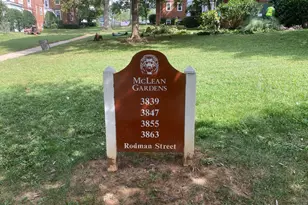 McLEAN
GARDENS
3839
3847
3855
3863
Rodman Street